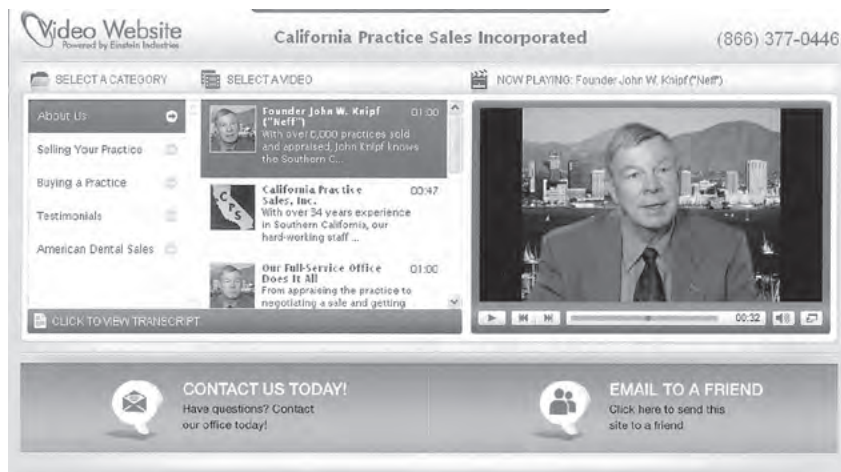 Video Website
Powered by Einstein Industries
California Practice Sales Incorporated
(866) 377-0446
SELECT A CATEGORY
SELECT A VIDEO
NOW PLAYING: Founder John W. Knipf ("Neff")
About Us
Selling Your Practice
Buying a Practice
Testimonials
American Dental Sales
Founder John W. Knipf 01:00
("Neff")
With over 6,000 practices sold
and appraised, John Knipf knows
the Southern C...
CPS
California Practice 00:47
Sales, Inc.
With over 34 years experience
in Southern California, our
hard-working staff ...
Our Full-Service Office 01:00
Does It All
From appraising the practice to
negotiating a sale and getting
CLICK TO VIEW TRANSCRIPT
00:32
CONTACT US TODAY!
Have questions? Contact
our office today!
EMAIL TO A FRIEND
Click here to send this
site to a friend